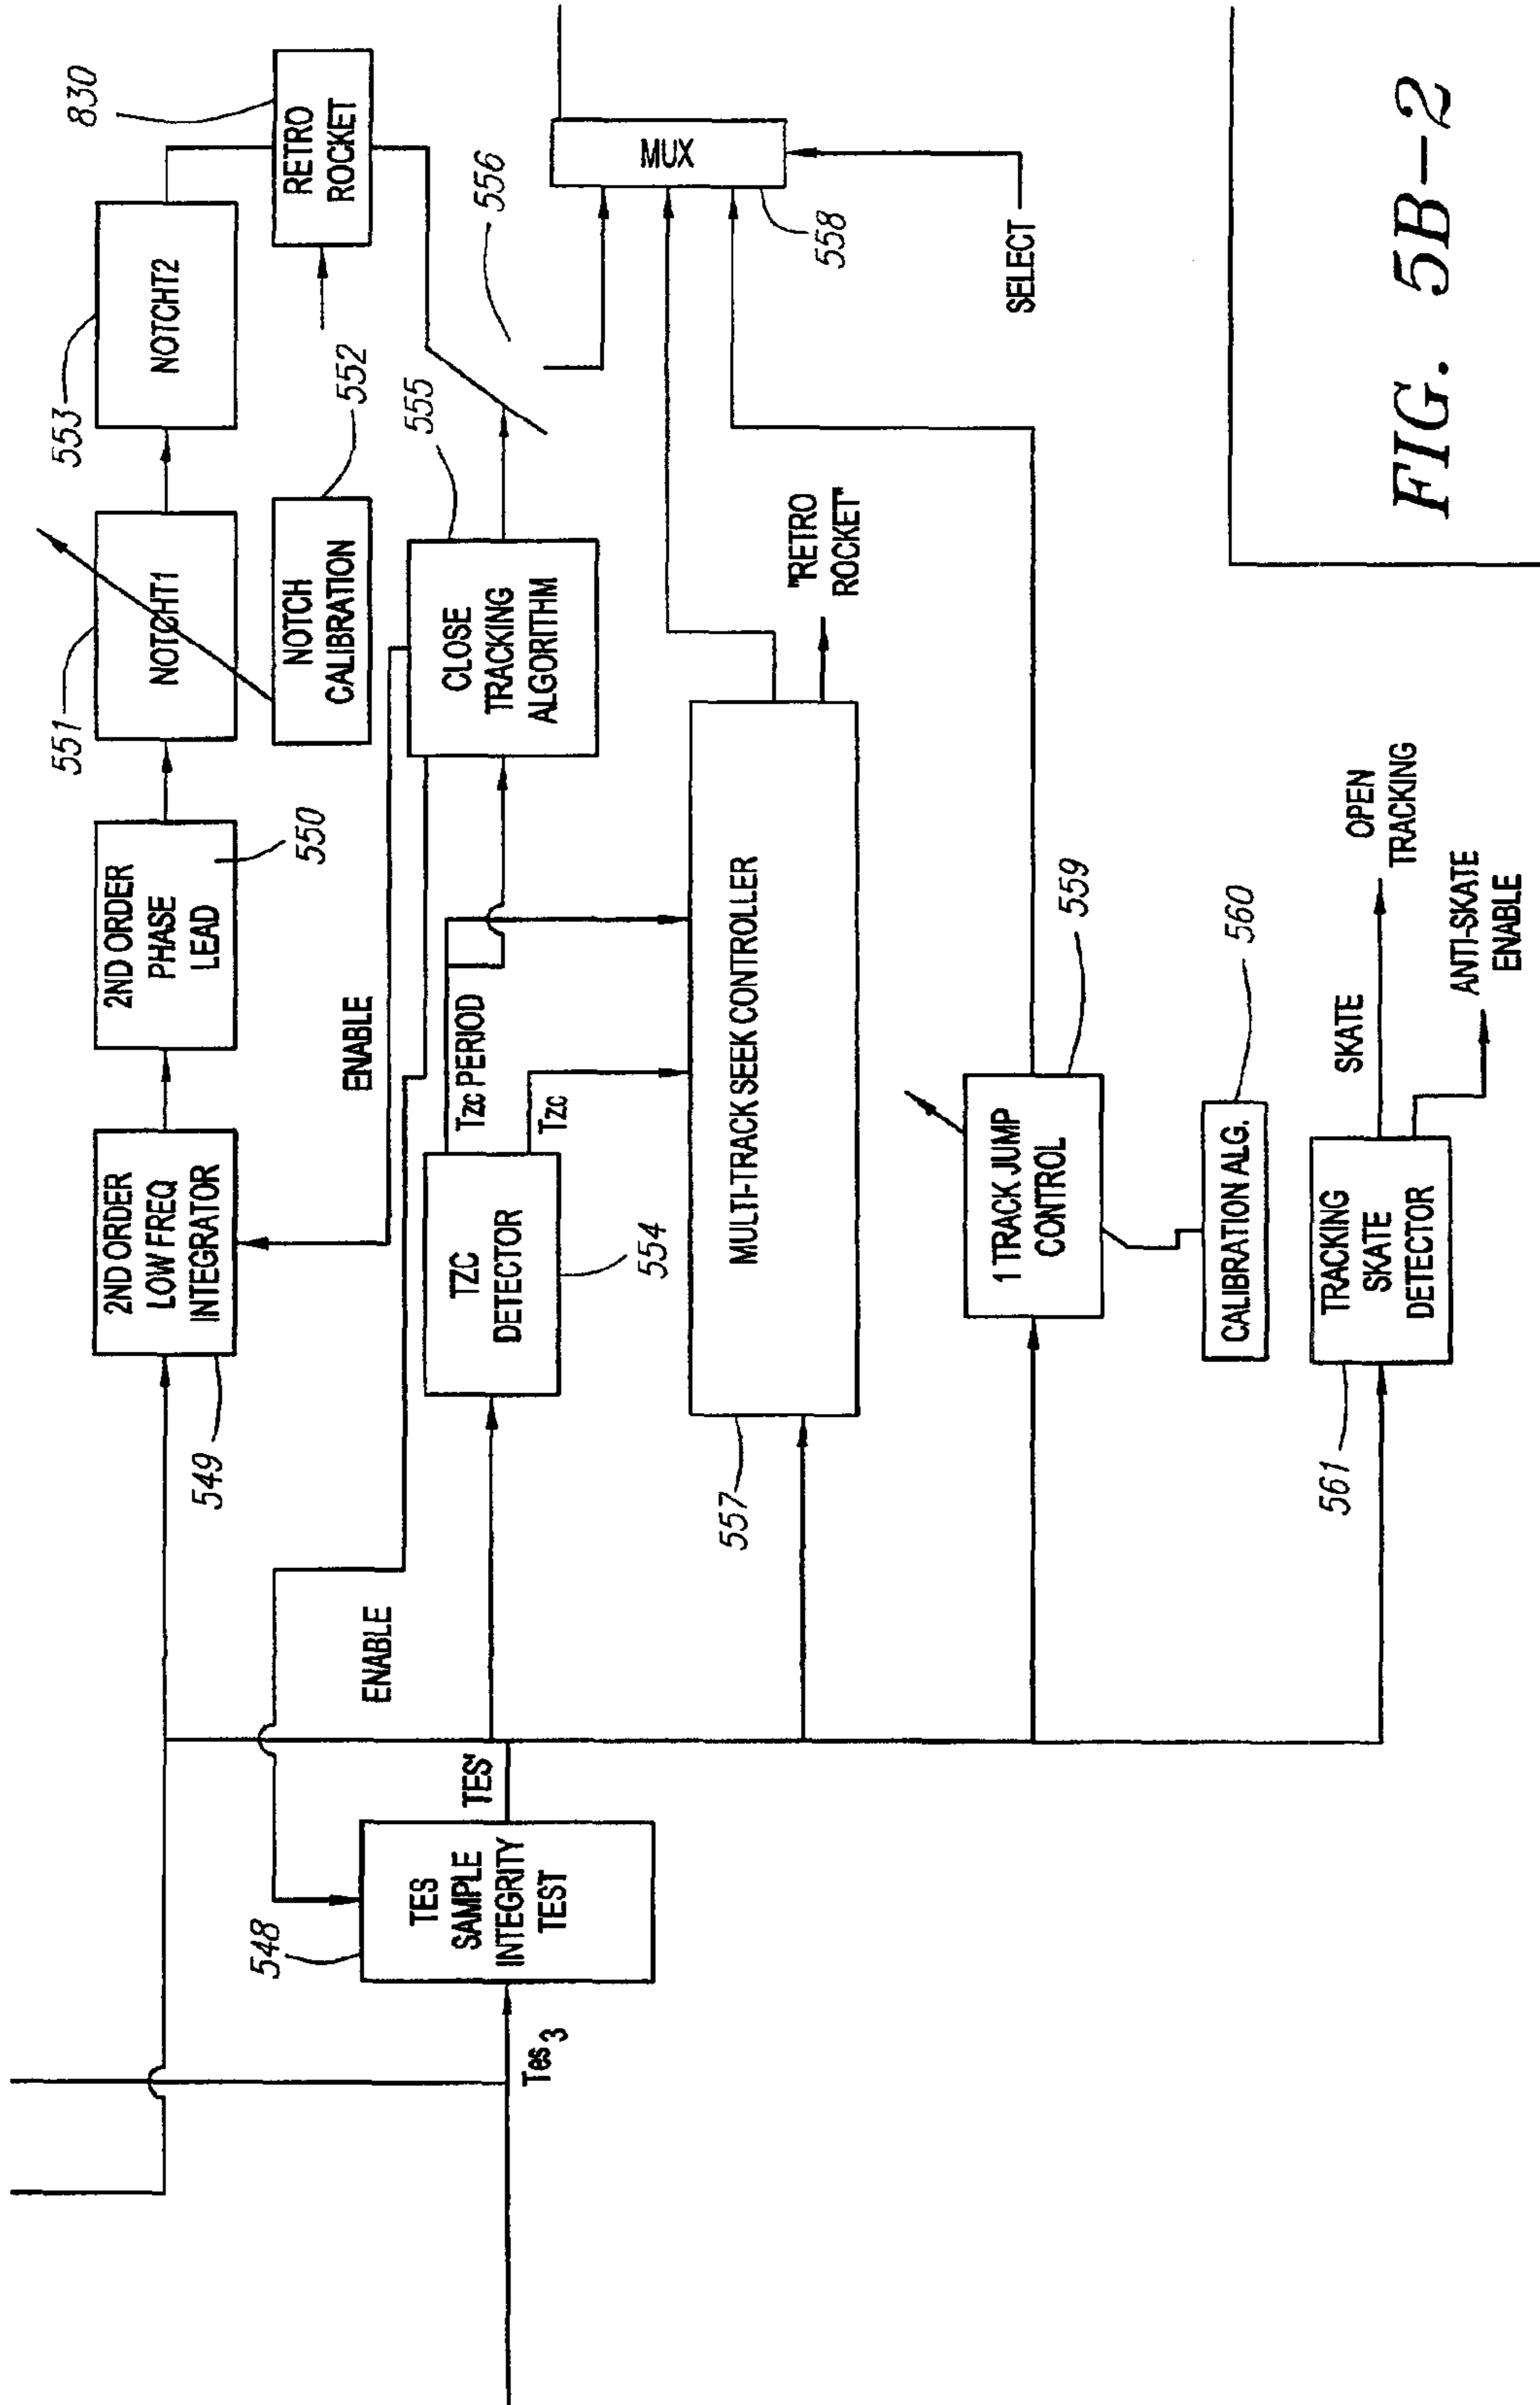 2ND ORDER
LOW FREQ
INTEGRATOR
549
2ND ORDER
PHASE
LEAD
550
551
NOTCHT1
553
NOTCHT2
830
RETRO
ROCKET
NOTCH
CALIBRATION
552
556
ENABLE
ENABLE
548
TES
SAMPLE
INTEGRITY
TEST
Tes3
TES'
TZC
DETECTOR
554
Tzc PERIOD
Tzc
CLOSE
TRACKING
ALGORITHM
555
MUX
558
SELECT
557
MULTI-TRACK SEEK CONTROLLER
"RETRO
ROCKET"
1 TRACK JUMP
CONTROL
559
CALIBRATION ALG.
560
561
TRACKING
SKATE
DETECTOR
SKATE
OPEN
TRACKING
ANTI-SKATE
ENABLE
FIG. 5B-2